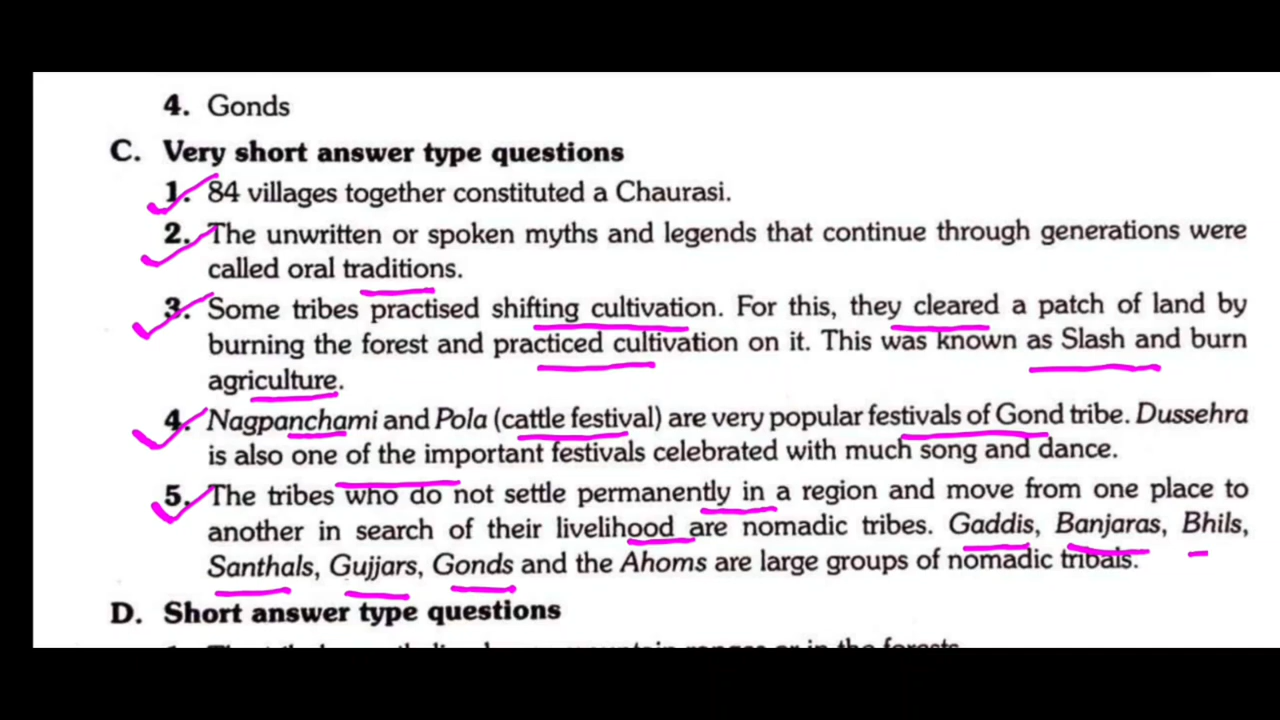 4. Gonds
C. Very short answer type questions
1. 84 villages together constituted a Chaurasi.
2. The unwritten or spoken myths and legends that continue through generations were
called oral traditions.
3. Some tribes practised shifting cultivation. For this, they cleared a patch of land by
burning the forest and practiced cultivation on it. This was known as Slash and burn
agriculture.
4. Nagpanchami and Pola (cattle festival) are very popular festivals of Gond tribe. Dussehra
is also one of the important festivals celebrated with much song and dance.
5. The tribes who do not settle permanently in a region and move from one place to
another in search of their livelihood are nomadic tribes. Gaddis, Banjaras, Bhils,
Santhals, Gujjars, Gonds and the Ahoms are large groups of nomadic tribals.
D. Short answer type questions